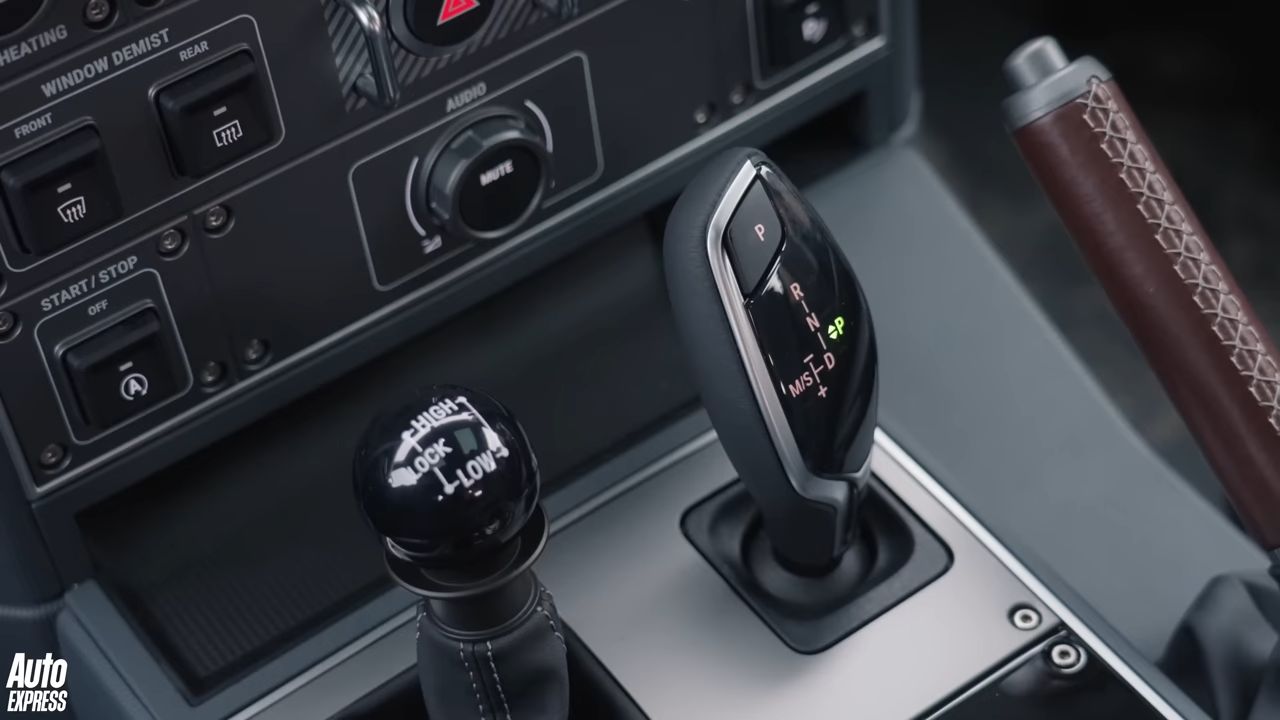 HEATING
WINDOW DEMIST
REAR
FRONT
AUDIO
MUTE
START/STOP
OFF
A
P
R
N
P
D
M/S
+
HIGH
LOCK
LOW
Auto
EXPRESS